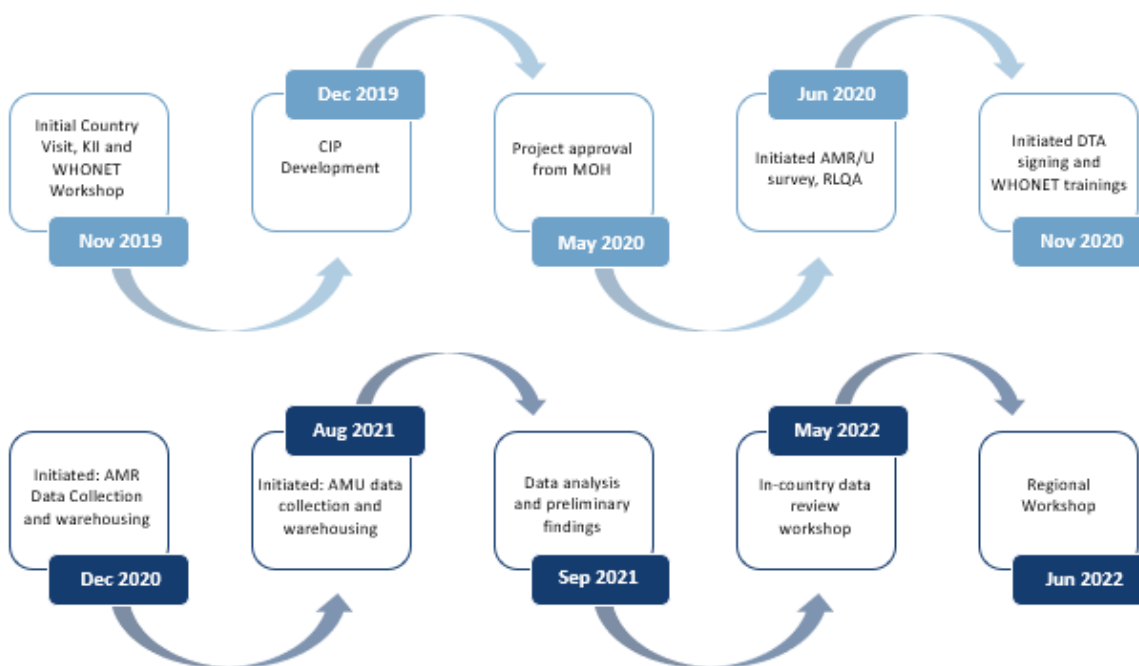 Initial Country
Visit, KII and
WHONET
Workshop
Nov 2019
Dec 2019
CIP
Development
Project approval
from MOH
May 2020
Jun 2020
Initiated AMR/U
survey, RLQA
Initiated DTA
signing and
WHONET trainings
Nov 2020
Initiated: AMR
Data Collection
and warehousing
Dec 2020
Aug 2021
Initiated: AMU data
collection and
warehousing
Data analysis
and preliminary
findings
Sep 2021
May 2022
In-country data
review
workshop
Regional
Workshop
Jun 2022